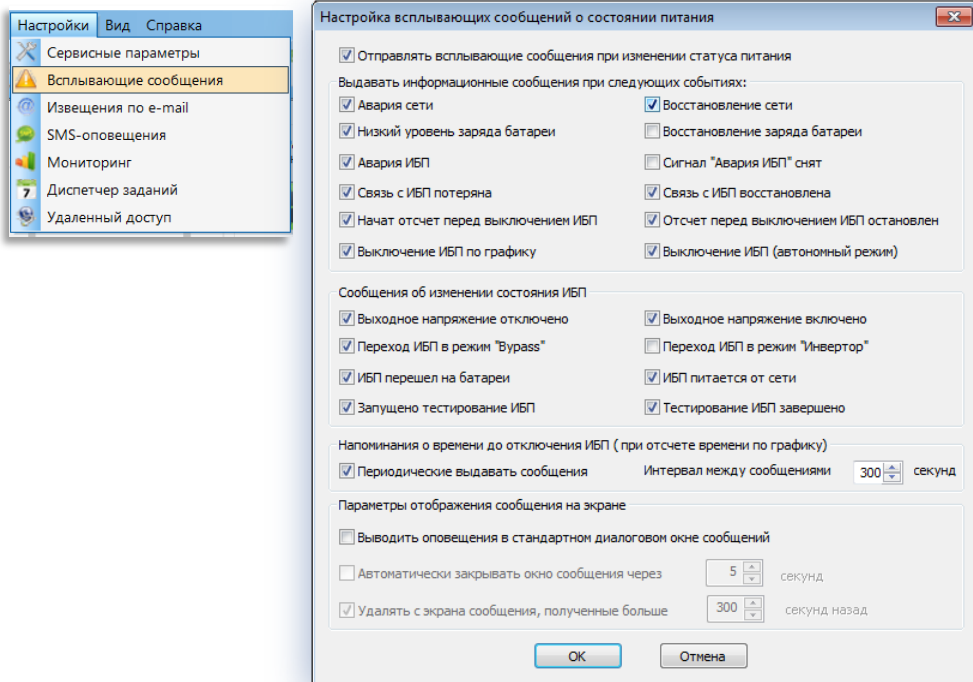 Настройки Вид Справка
Сервисные параметры
Всплывающие сообщения
Извещения по e-mail
SMS-оповещения
Мониторинг
7 Диспетчер заданий
Удаленный доступ
Настройка всплывающих сообщений о состоянии питания
Отправлять всплывающие сообщения при изменении статуса питания
Выдавать информационные сообщения при следующих событиях:
Авария сети Восстановление сети
Низкий уровень заряда батареи Восстановление заряда батареи
Авария ИБП Сигнал "Авария ИБП" снят
Связь с ИБП потеряна Связь с ИБП восстановлена
Начат отсчет перед выключением ИБП Отсчет перед выключением ИБП остановлен
Выключение ИБП по графику Выключение ИБП (автономный режим)
Сообщения об изменении состояния ИБП
Выходное напряжение отключено Выходное напряжение включено
Переход ИБП в режим "Bypass" Переход ИБП в режим "Инвертор"
ИБП перешел на батареи ИБП питается от сети
Запущено тестирование ИБП Тестирование ИБП завершено
Напоминания о времени до отключения ИБП ( при отсчете времени по графику)
Периодические выдавать сообщения Интервал между сообщениями 300 секунд
Параметры отображения сообщения на экране
Выводить оповещения в стандартном диалоговом окне сообщений
Автоматически закрывать окно сообщения через 5 секунд
Удалять с экрана сообщения, полученные больше 300 секунд назад
OK Отмена